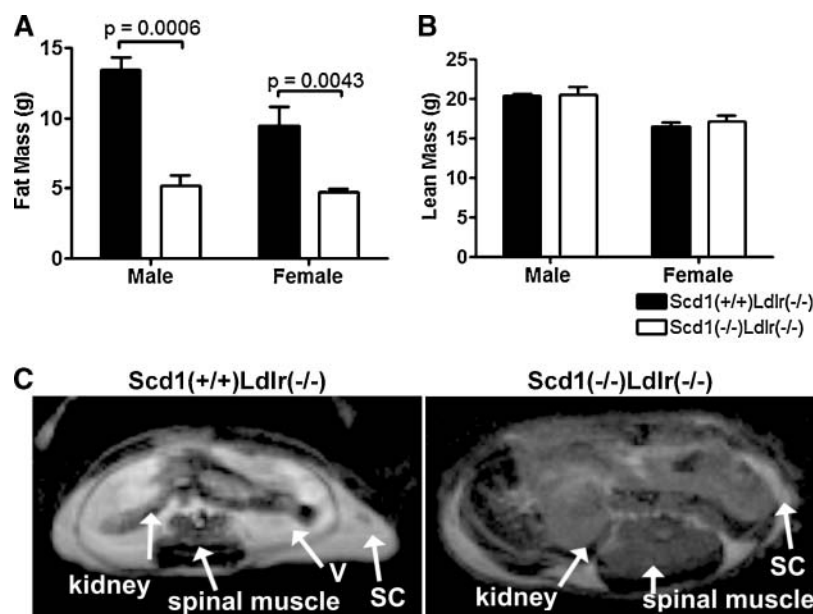 A
p = 0.0006
p = 0.0043
Fat Mass (g)
15
10
5
0
Male
Female
B
Lean Mass (g)
25
20
15
10
5
0
Male
Female
Scd1(+/+)Ldlr(-/-)
Scd1(-/-)Ldlr(-/-)
C
Scd1(+/+)Ldlr(-/-)
kidney
spinal muscle
V
SC
Scd1(-/-)Ldlr(-/-)
kidney
spinal muscle
SC